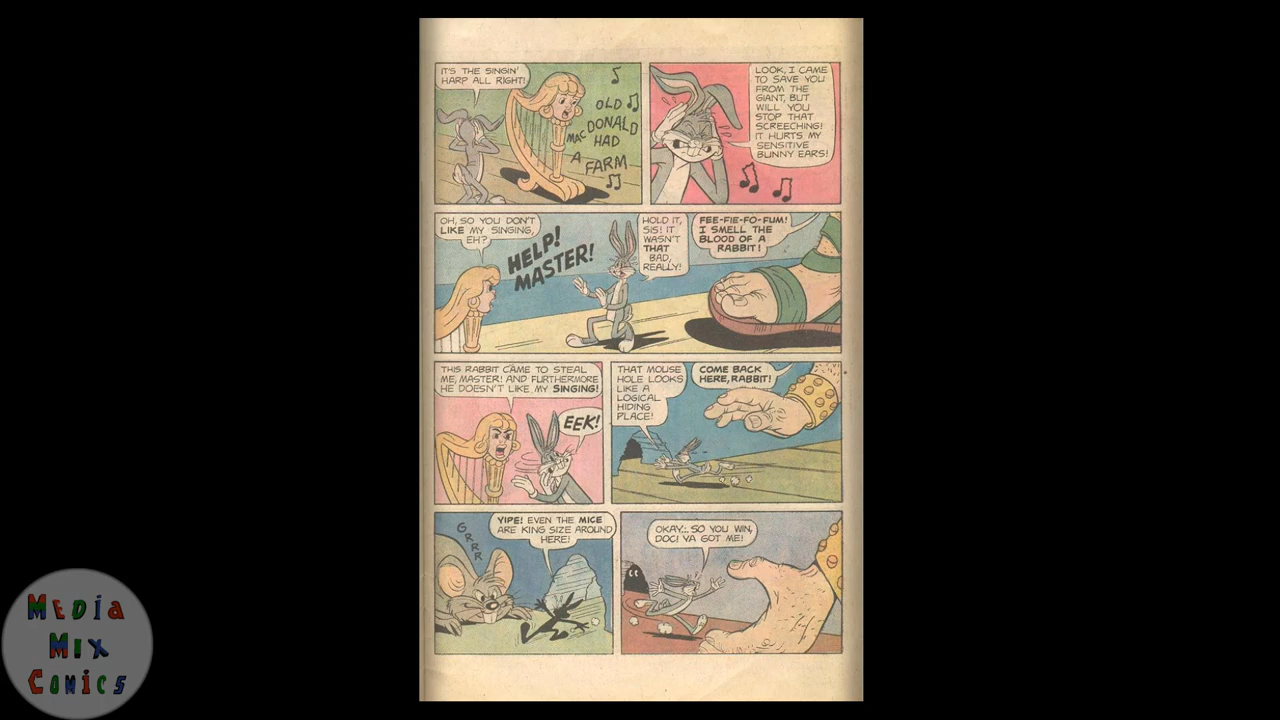 IT'S THE SINGIN'
HARP ALL RIGHT!
OLD
MAC DONALD
HAD
A
FARM
LOOK, I CAME
TO SAVE YOU
FROM THE
GIANT, BUT
WILL YOU
STOP THAT
SCREECHING!
IT HURTS MY
SENSITIVE
BUNNY EARS!
OH, SO YOU DON'T
LIKE MY SINGING,
EH?
HELP!
MASTER!
HOLD IT,
SIS! IT
WASN'T
THAT
BAD,
REALLY!
FEE-FIE-FO-FUM!
I SMELL THE
BLOOD OF A
RABBIT!
THIS RABBIT CAME TO STEAL
ME, MASTER! AND FURTHERMORE
HE DOESN'T LIKE MY SINGING!
EEK!
THAT MOUSE
HOLE LOOKS
LIKE A
LOGICAL
HIDING
PLACE!
COME BACK
HERE, RABBIT!
GRRR
YIPE! EVEN THE MICE
ARE KING SIZE AROUND
HERE!
OKAY... SO YOU WIN,
DOC! YA GOT ME!
MEDIA
MIX
COMICS